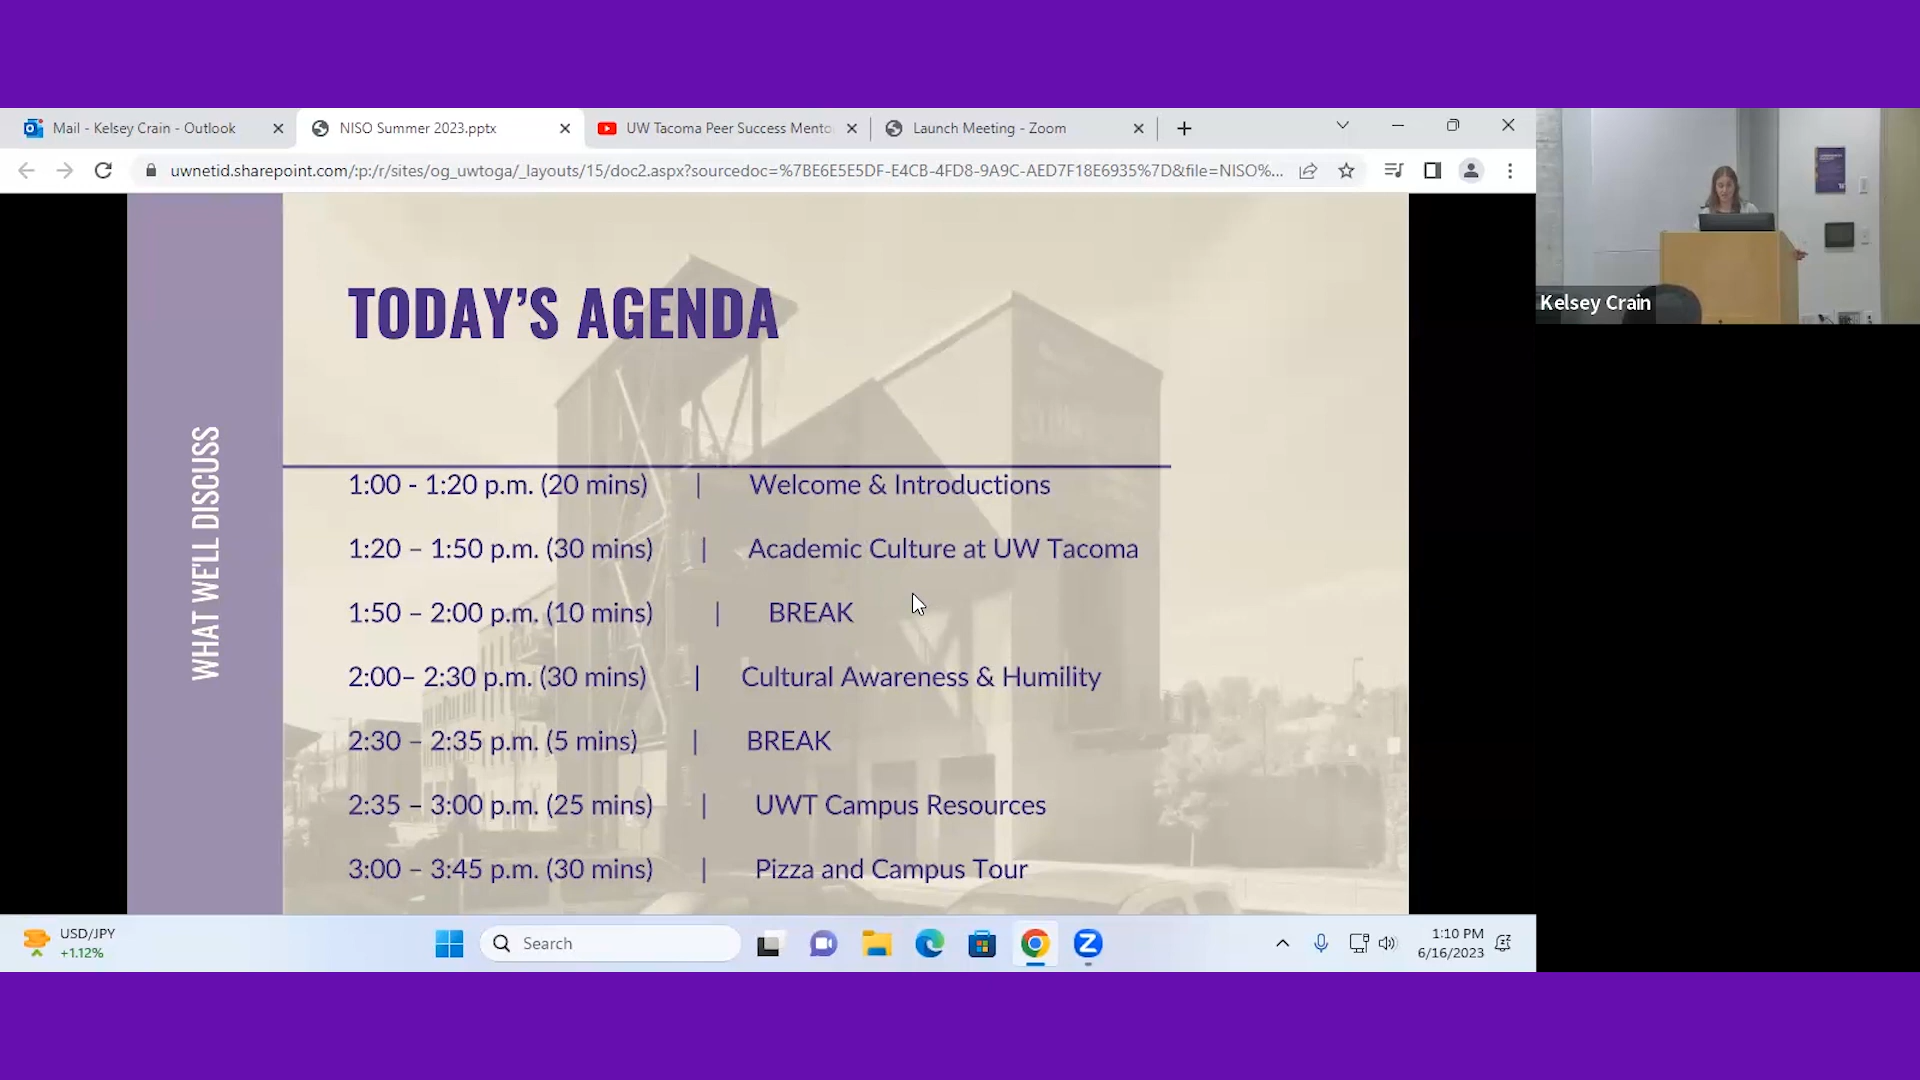 Mail - Kelsey Crain - Outlook
NISO Summer 2023.pptx
UW Tacoma Peer Success Mento
Launch Meeting - Zoom
uwnetid.sharepoint.com/:p:/r/sites/og_uwtoga/_layouts/15/doc2.aspx?sourcedoc=%7BE6E5E5DF-E4CB-4FD8-9A9C-AED7F18E6935%7D&file=NISO%...
Kelsey Crain
WHAT WE'LL DISCUSS
TODAY'S AGENDA
1:00 - 1:20 p.m. (20 mins) | Welcome & Introductions
1:20 – 1:50 p.m. (30 mins) | Academic Culture at UW Tacoma
1:50 – 2:00 p.m. (10 mins) | BREAK
2:00– 2:30 p.m. (30 mins) | Cultural Awareness & Humility
2:30 – 2:35 p.m. (5 mins) | BREAK
2:35 – 3:00 p.m. (25 mins) | UWT Campus Resources
3:00 – 3:45 p.m. (30 mins) | Pizza and Campus Tour
USD/JPY
+1.12%
Search
1:10 PM
6/16/2023